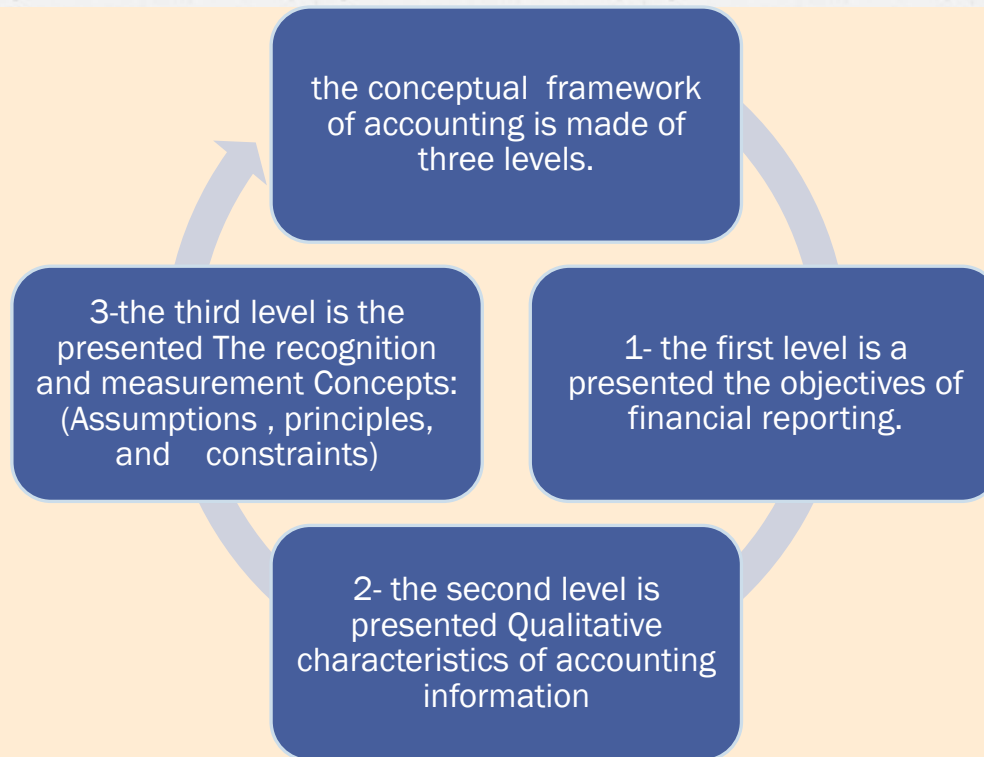 the conceptual  framework
of accounting is made of
three levels.
1- the first level is a
presented the objectives of
financial reporting.
2- the second level is
presented Qualitative
characteristics of accounting
information
3-the third level is the
presented The recognition
and measurement Concepts:
(Assumptions , principles,
and    constraints)